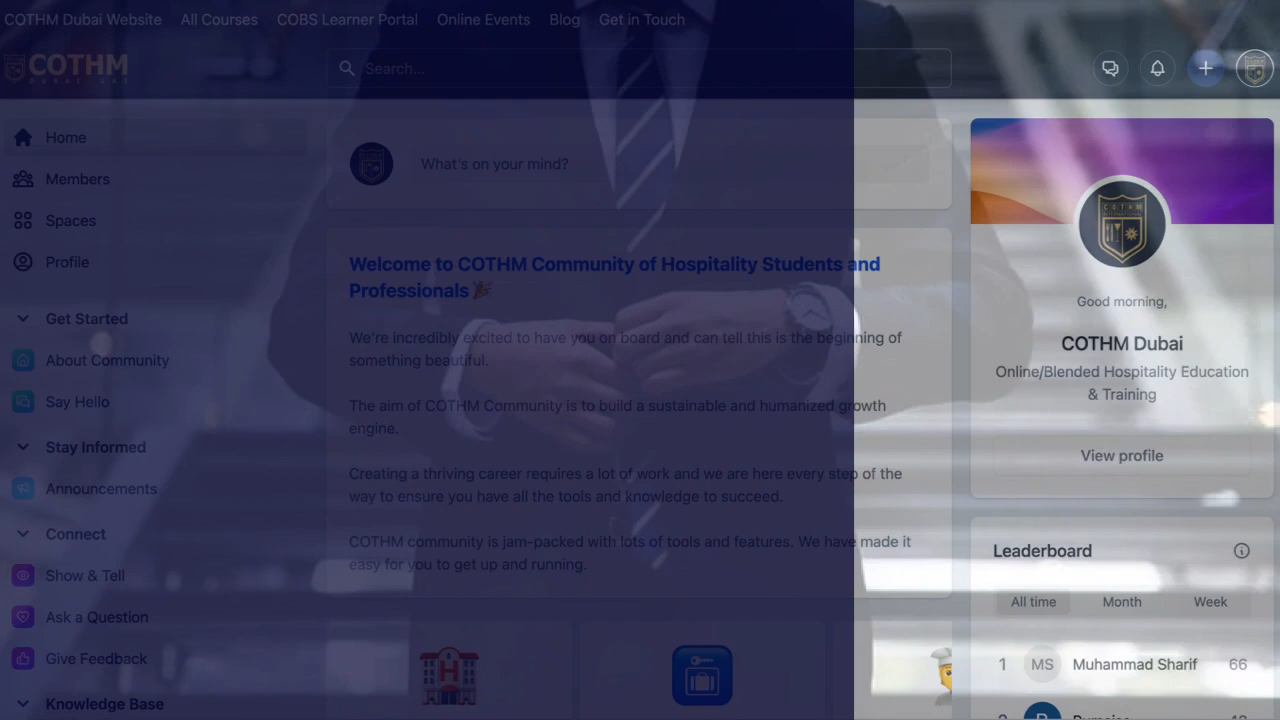 COTHM Dubai Website All Courses COBS Learner Portal Online Events Blog Get in Touch
COTHM
DUBAI UAE
Search...
Home
Members
Spaces
Profile
Get Started
About Community
Say Hello
Stay Informed
Announcements
Connect
Show & Tell
Ask a Question
Give Feedback
Knowledge Base
What's on your mind?
Welcome to COTHM Community of Hospitality Students and
Professionals 🎉
We're incredibly excited to have you on board and can tell this is the beginning of
something beautiful.
The aim of COTHM Community is to build a sustainable and humanized growth
engine.
Creating a thriving career requires a lot of work and we are here every step of the
way to ensure you have all the tools and knowledge to succeed.
COTHM community is jam-packed with lots of tools and features. We have made it
easy for you to get up and running.
COTHM
Good morning,
COTHM Dubai
Online/Blended Hospitality Education
& Training
View profile
Leaderboard
All time Month Week
1 MS Muhammad Sharif 66